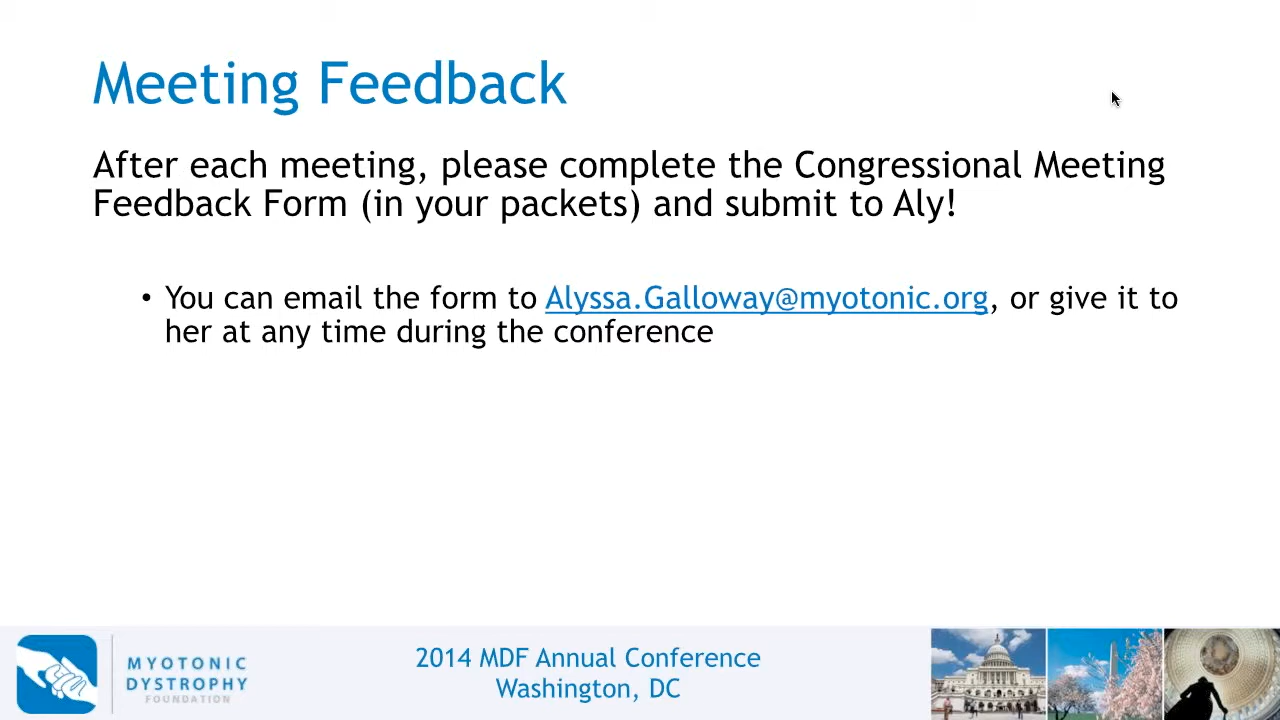 Meeting Feedback
After each meeting, please complete the Congressional Meeting
Feedback Form (in your packets) and submit to Aly!
• You can email the form to Alyssa.Galloway@myotonic.org, or give it to
her at any time during the conference
MYOTONIC
DYSTROPHY
FOUNDATION
2014 MDF Annual Conference
Washington, DC